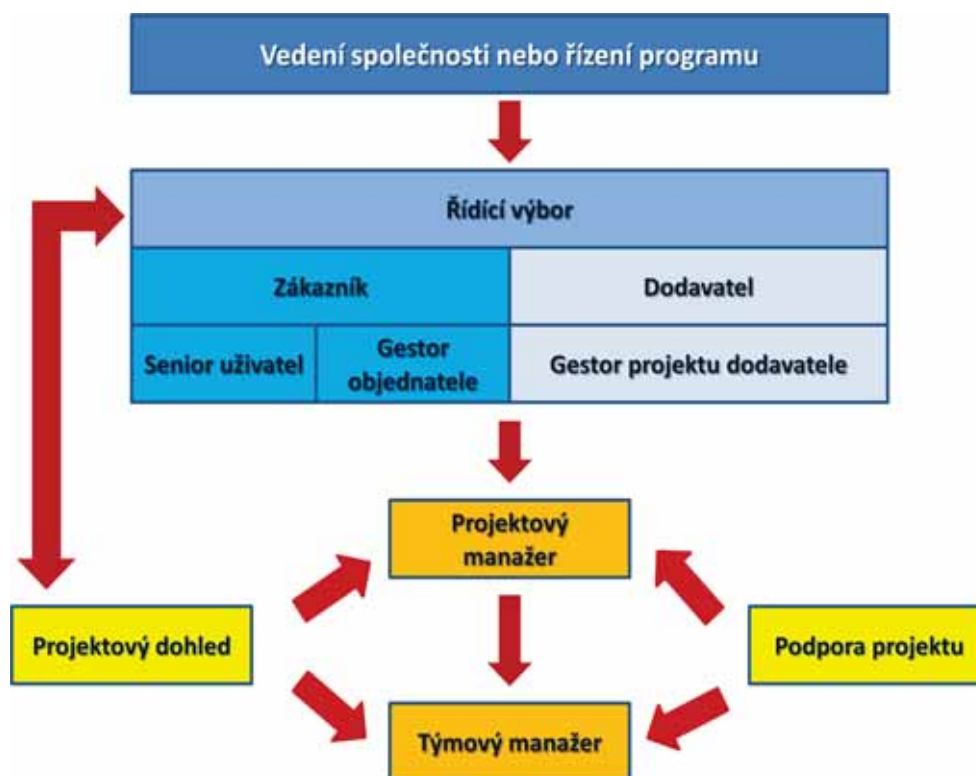 Vedení společnosti nebo řízení programu
Řídící výbor
Zákazník
Dodavatel
Senior uživatel
Gestor
objednatele
Gestor projektu dodavatele
Projektový
manažer
Projektový dohled
Podpora projektu
Týmový manažer